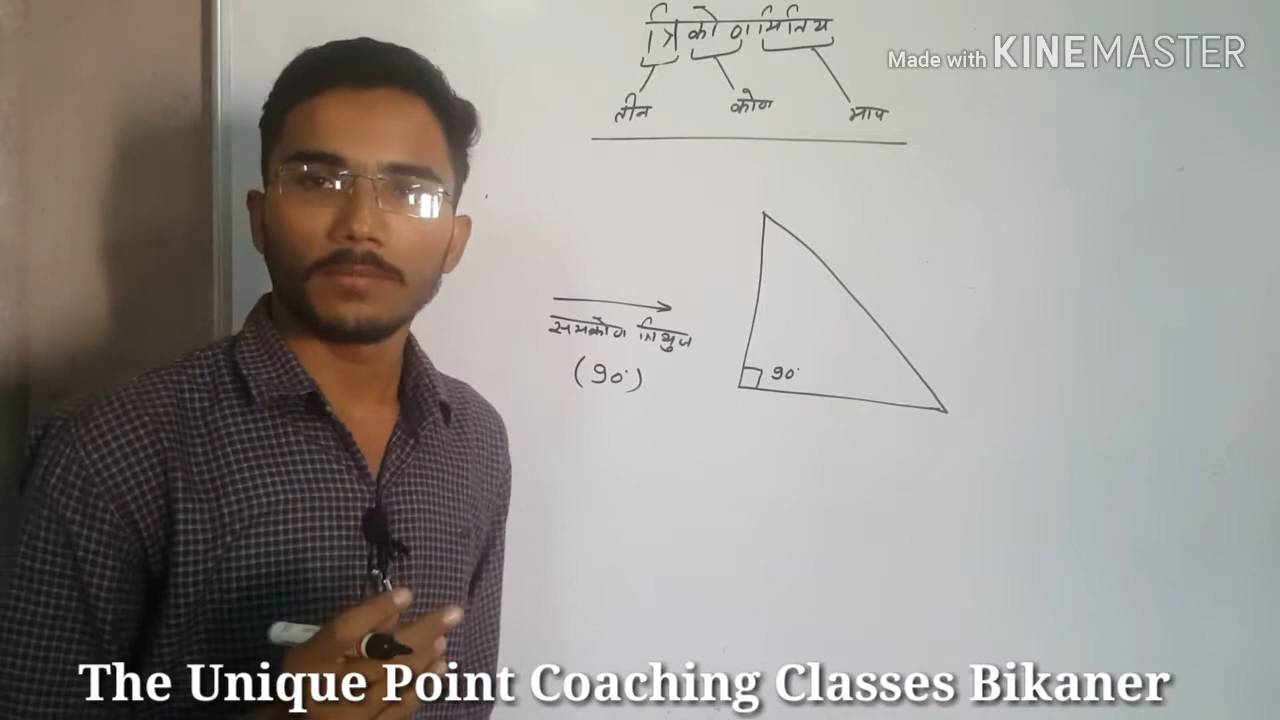 त्रिकोणमितिय
Made with KINEMASTER
तीन कोण माप
समकोण त्रिभुज
(90°)
90°
The Unique Point Coaching Classes Bikaner